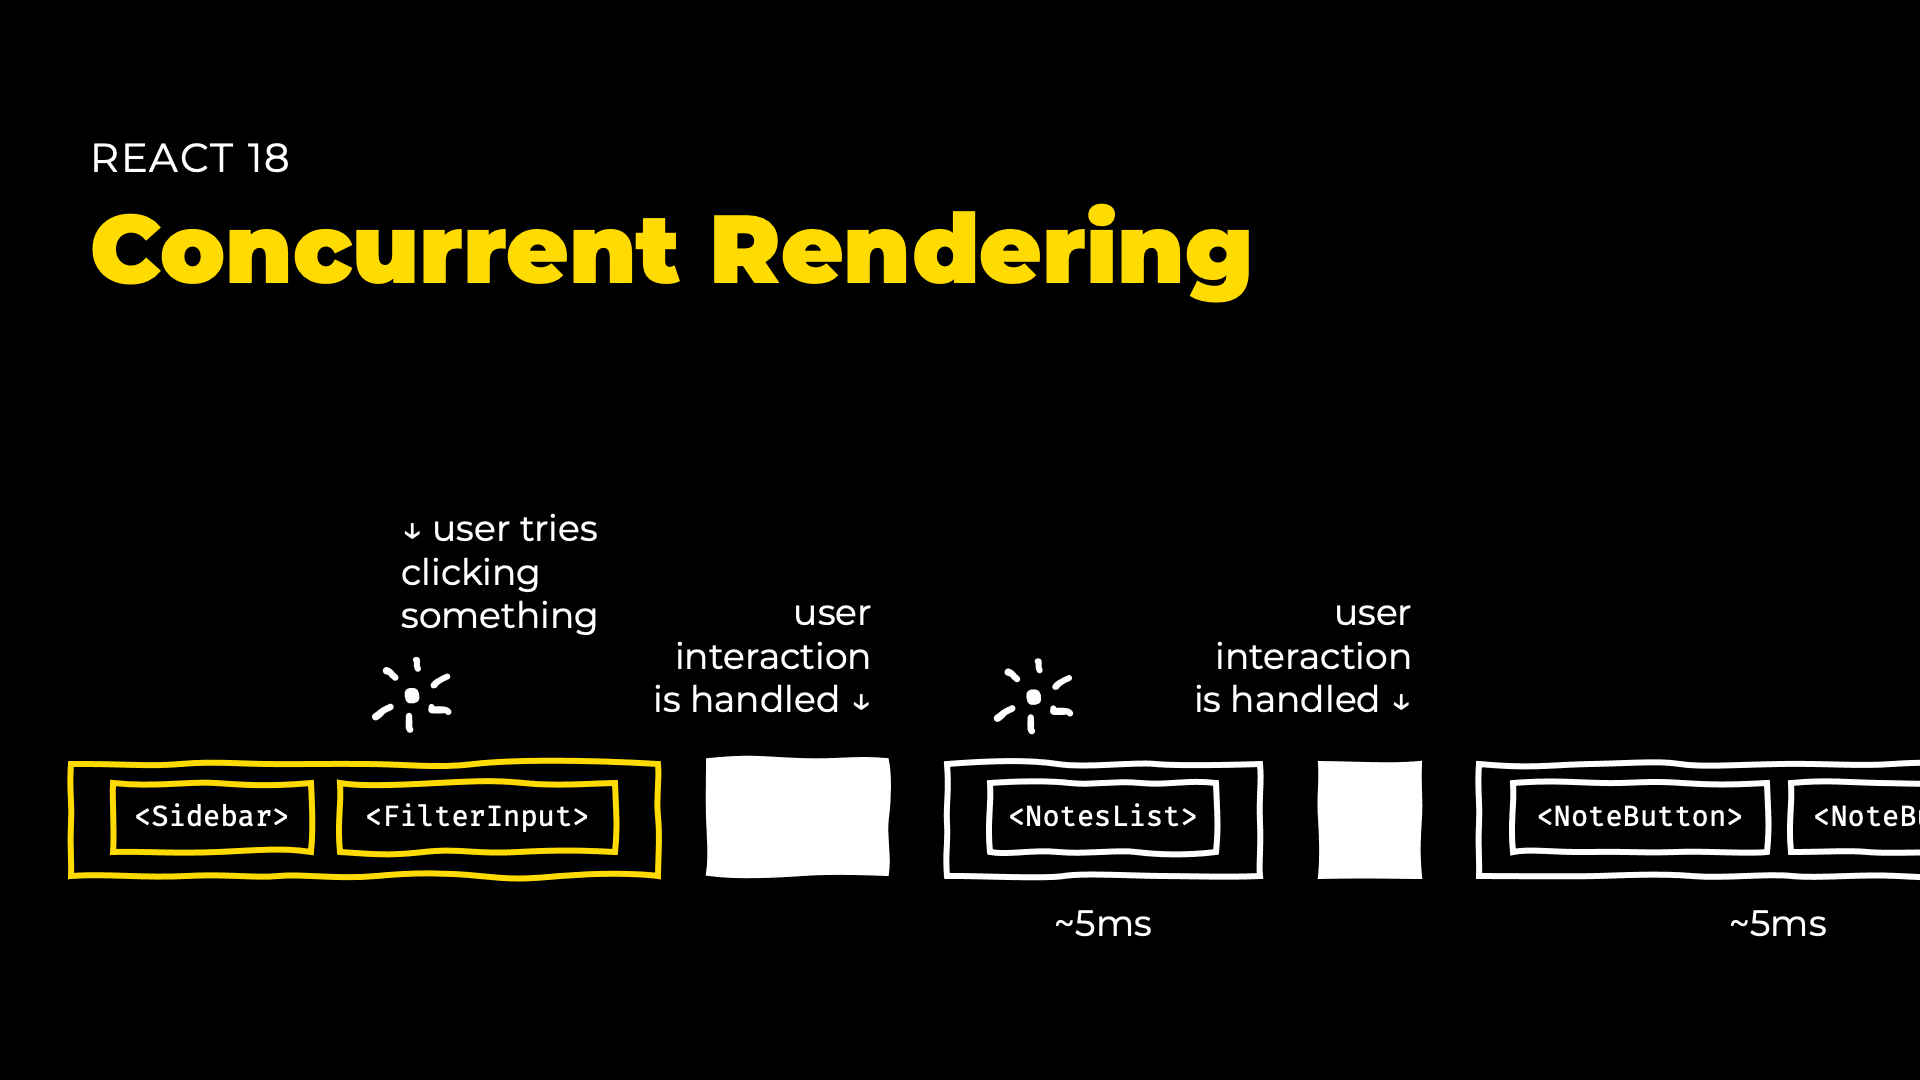 REACT 18
Concurrent Rendering
↓ user tries
clicking
something
user
interaction
is handled ↓
user
interaction
is handled ↓
<Sidebar>
<FilterInput>
<NotesList>
<NoteButton>
<NoteB
~5ms
~5ms